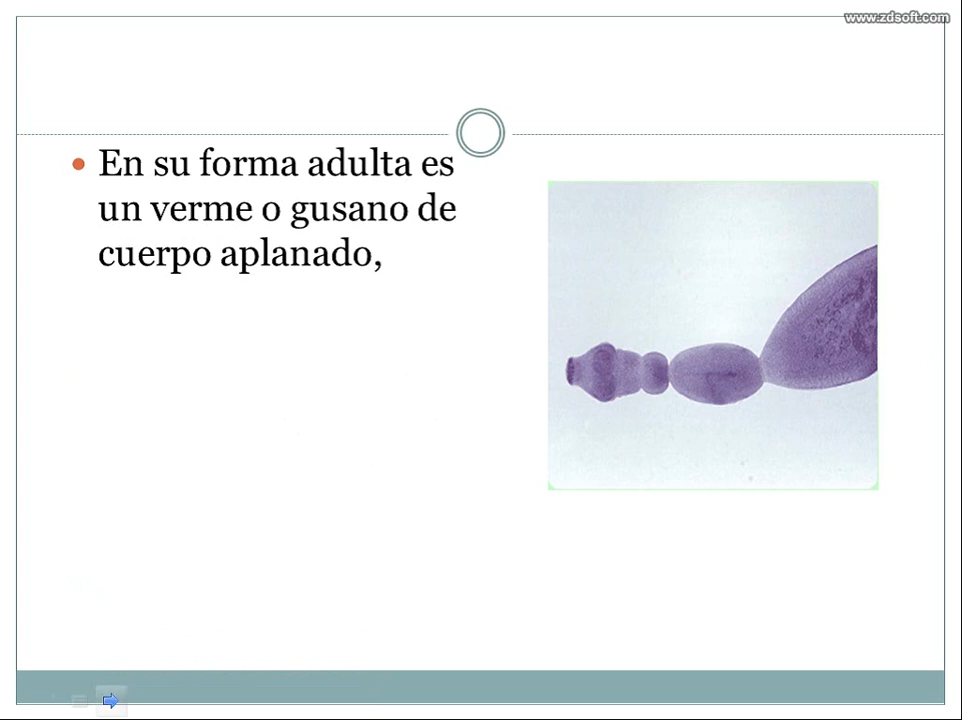 www.zdsoft.com
En su forma adulta es
un verme o gusano de
cuerpo aplanado,